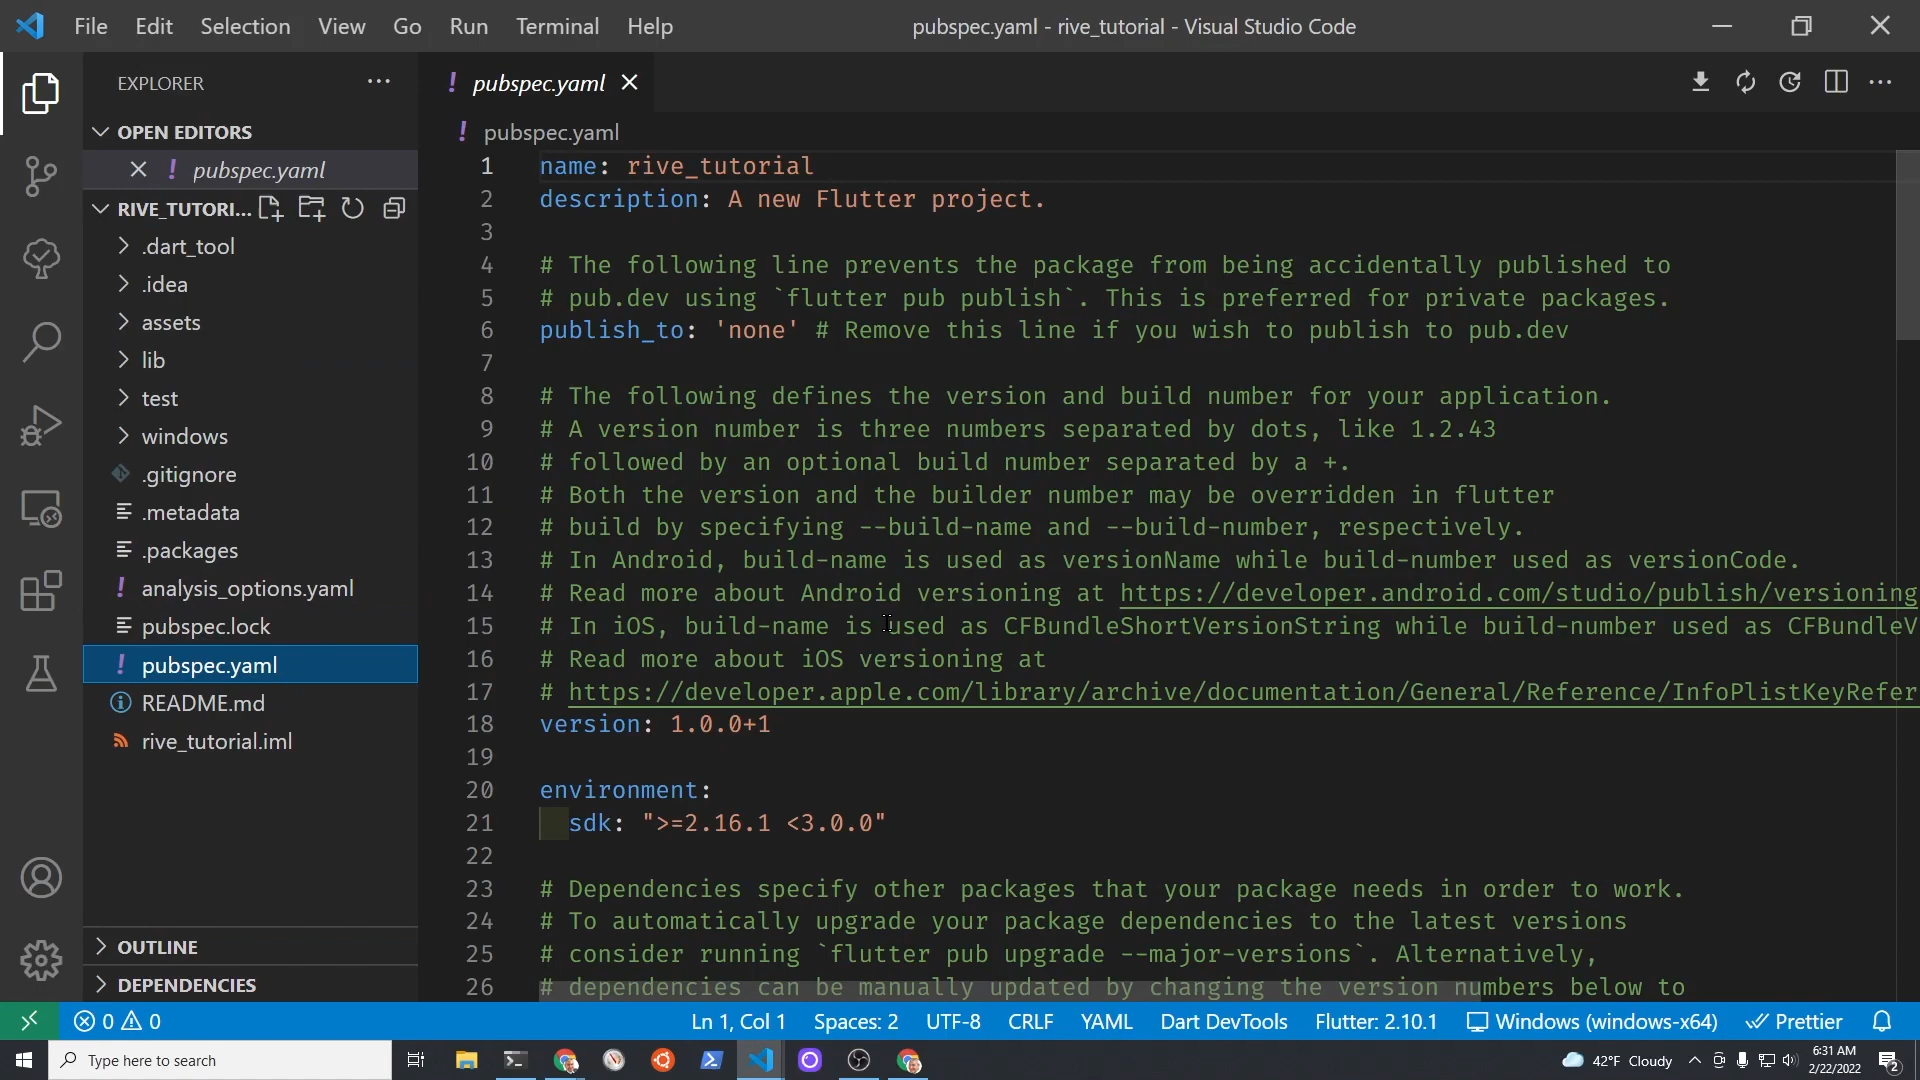 File Edit Selection View Go Run Terminal Help
pubspec.yaml - rive_tutorial - Visual Studio Code
EXPLORER
OPEN EDITORS
pubspec.yaml
RIVE_TUTORI...
.dart_tool
.idea
assets
lib
test
windows
.gitignore
.metadata
.packages
analysis_options.yaml
pubspec.lock
pubspec.yaml
README.md
rive_tutorial.iml
OUTLINE
DEPENDENCIES
! pubspec.yaml
! pubspec.yaml
1 name: rive_tutorial
2 description: A new Flutter project.
3
4 # The following line prevents the package from being accidentally published to
5 # pub.dev using `flutter pub publish`. This is preferred for private packages.
6 publish_to: 'none' # Remove this line if you wish to publish to pub.dev
7
8 # The following defines the version and build number for your application.
9 # A version number is three numbers separated by dots, like 1.2.43
10 # followed by an optional build number separated by a +.
11 # Both the version and the builder number may be overridden in flutter
12 # build by specifying --build-name and --build-number, respectively.
13 # In Android, build-name is used as versionName while build-number used as versionCode.
14 # Read more about Android versioning at https://developer.android.com/studio/publish/versioning
15 # In iOS, build-name is used as CFBundleShortVersionString while build-number used as CFBundleV
16 # Read more about iOS versioning at
17 # https://developer.apple.com/library/archive/documentation/General/Reference/InfoPlistKeyRefer
18 version: 1.0.0+1
19
20 environment:
21 sdk: ">=2.16.1 <3.0.0"
22
23 # Dependencies specify other packages that your package needs in order to work.
24 # To automatically upgrade your package dependencies to the latest versions
25 # consider running `flutter pub upgrade --major-versions`. Alternatively,
26 # dependencies can be manually updated by changing the version numbers below to
0 0 Ln 1, Col 1 Spaces: 2 UTF-8 CRLF YAML Dart DevTools Flutter: 2.10.1 Windows (windows-x64) Prettier
Type here to search
42°F Cloudy
6:31 AM
2/22/2022
2